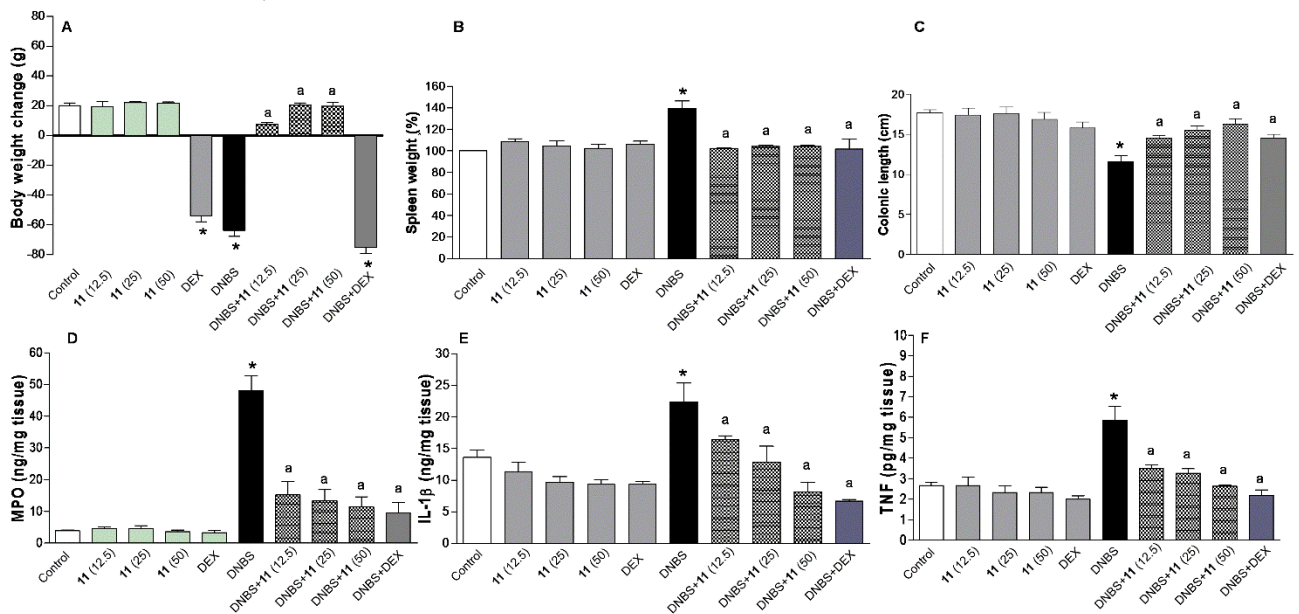 A
Body weight change (g)
80
60
40
20
0
-20
-40
-60
-80
a
a
a
*
*
*
Control
11 (12.5)
11 (25)
11 (50)
DEX
DNBS
DNBS+11 (12.5)
DNBS+11 (25)
DNBS+11 (50)
DNBS+DEX
B
Spleen weight (%)
160
140
120
100
80
60
40
20
0
*
a
a
a
a
Control
11 (12.5)
11 (25)
11 (50)
DEX
DNBS
DNBS+11 (12.5)
DNBS+11 (25)
DNBS+11 (50)
DNBS+DEX
C
Colonic length (cm)
20
15
10
5
0
*
a
a
a
a
Control
11 (12.5)
11 (25)
11 (50)
DEX
DNBS
DNBS+11 (12.5)
DNBS+11 (25)
DNBS+11 (50)
DNBS+DEX
D
MPO (ng/mg tissue)
60
50
40
30
20
10
0
*
a
a
a
a
Control
11 (12.5)
11 (25)
11 (50)
DEX
DNBS
DNBS+11 (12.5)
DNBS+11 (25)
DNBS+11 (50)
DNBS+DEX
E
IL-1β (ng/mg tissue)
30
25
20
15
10
5
0
*
a
a
a
a
Control
11 (12.5)
11 (25)
11 (50)
DEX
DNBS
DNBS+11 (12.5)
DNBS+11 (25)
DNBS+11 (50)
DNBS+DEX
F
TNF (pg/mg tissue)
10
9
8
7
6
5
4
3
2
1
0
*
a
a
a
a
Control
11 (12.5)
11 (25)
11 (50)
DEX
DNBS
DNBS+11 (12.5)
DNBS+11 (25)
DNBS+11 (50)
DNBS+DEX